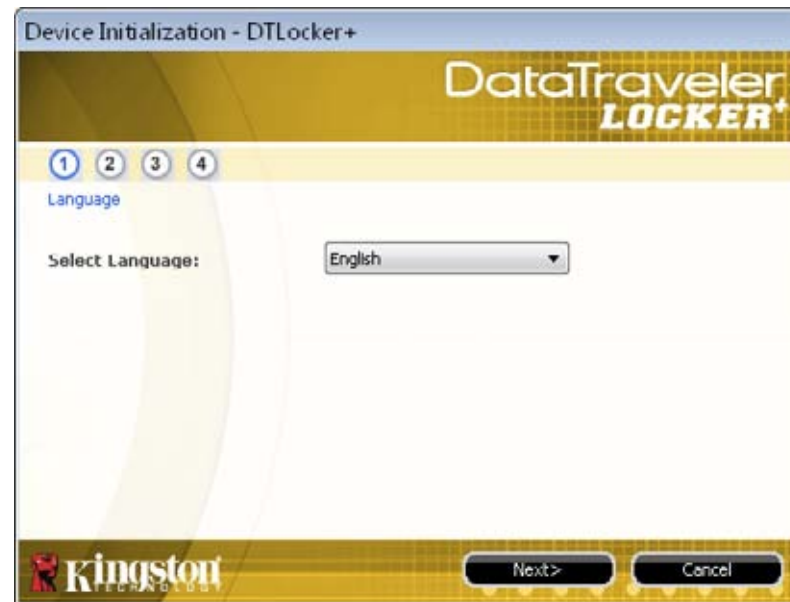 Device Initialization - DTLocker+
DataTraveler
LOCKER+
1 2 3 4
Language
Select Language: English
Kingston
TECHNOLOGY
Next> Cancel